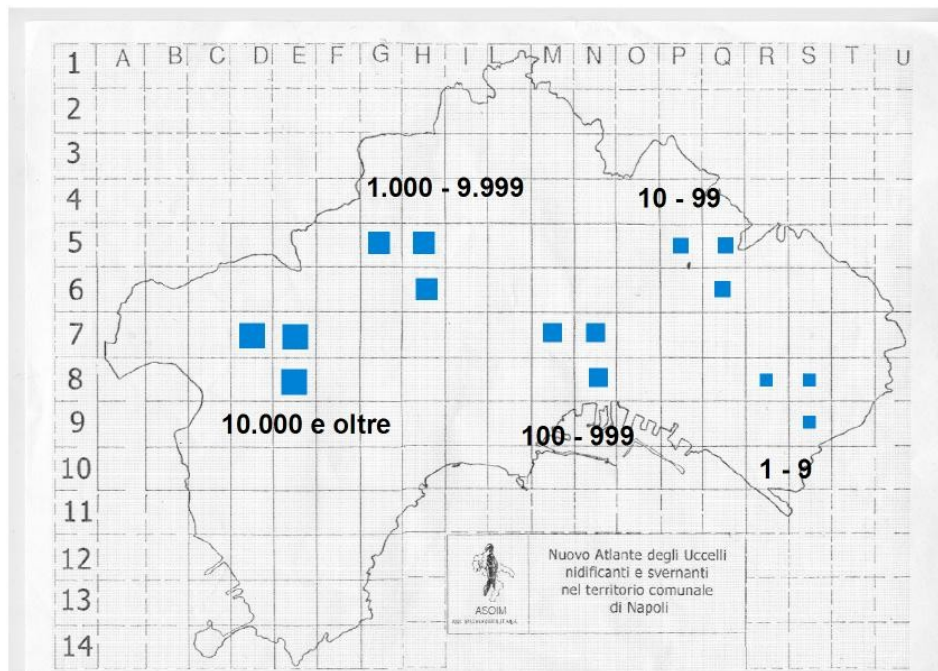 A B C D E F G H I L M N O P Q R S T U
1
2
3
4
1.000 - 9.999
10 - 99
5
6
7
8
10.000 e oltre
100 - 999
9
1 - 9
10
11
12
13
14
Nuovo Atlante degli Uccelli
nidificanti e svernanti
nel territorio comunale
di Napoli
ASOIM